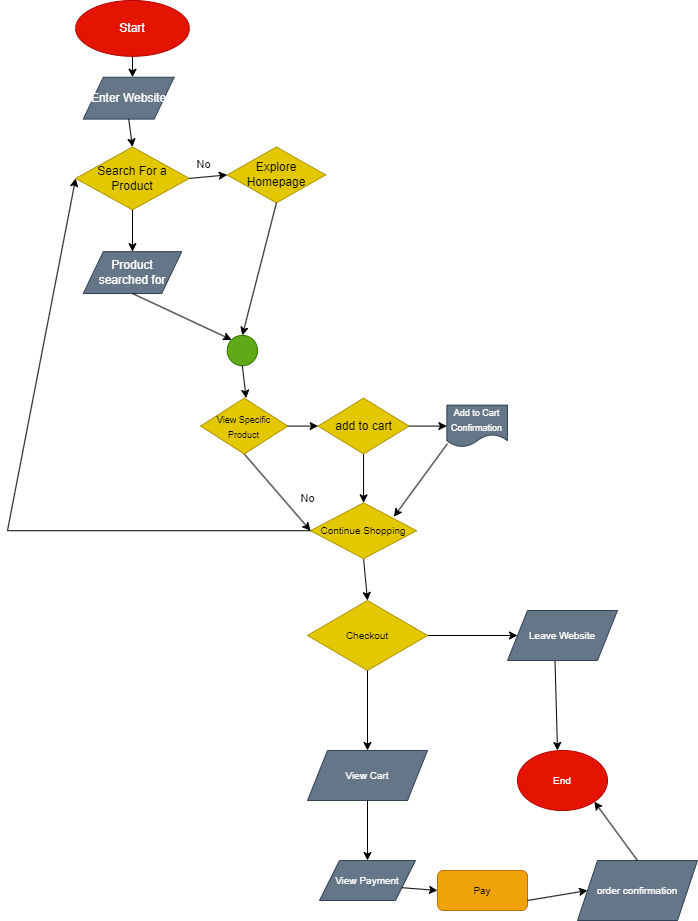 Start
Enter Website
Search For a
Product
No
Explore
Homepage
Product
searched for
View Specific
Product
add to cart
Add to Cart
Confirmation
No
Continue Shopping
Checkout
Leave Website
View Cart
End
View Payment
Pay
order confirmation